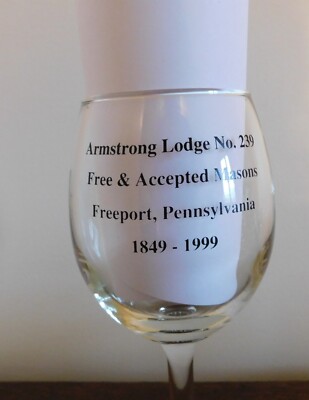 Armstrong Lodge No. 239
Free & Accepted Masons
Freeport, Pennsylvania
1849 - 1999